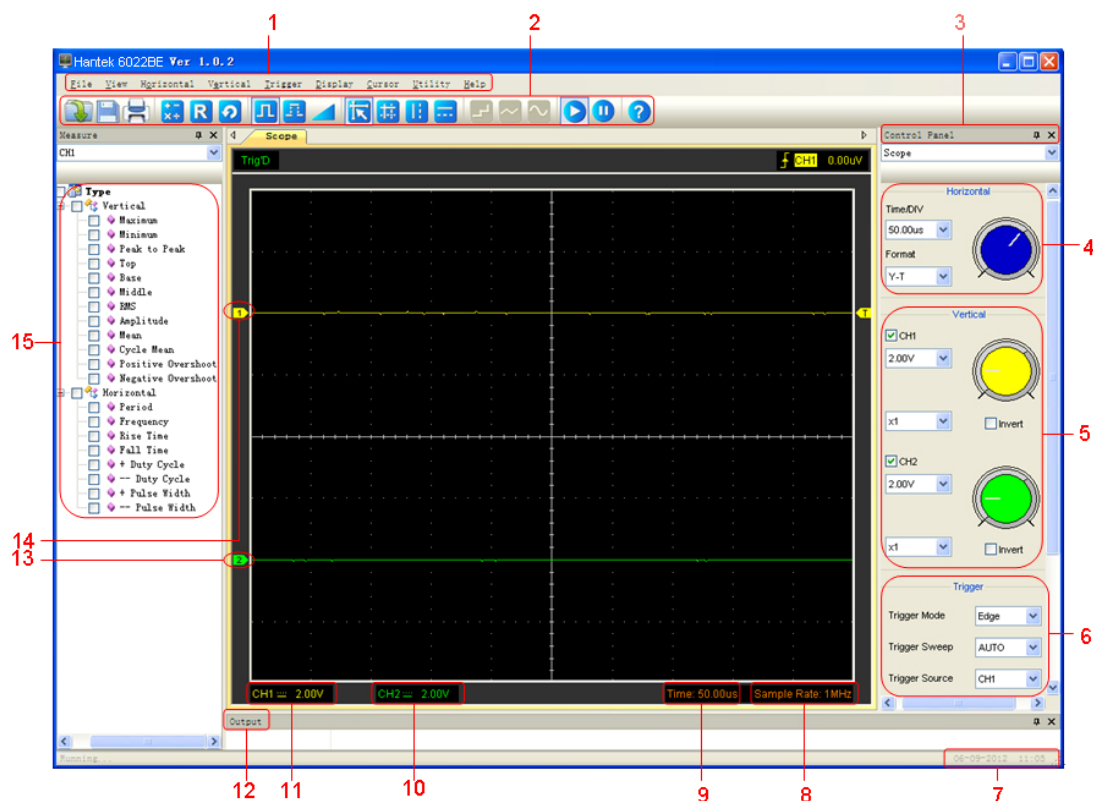 1
2
3
Hantek 6022BE Ver 1.0.2
File View Horizontal Vertical Trigger Display Cursor Utility Help
R
?
Measure
CH1
Type
Vertical
Maximum
Minimum
Peak to Peak
Top
Base
Middle
RMS
Amplitude
Mean
Cycle Mean
Positive Overshoot
Negative Overshoot
Horizontal
Period
Frequency
Rise Time
Fall Time
+ Duty Cycle
-- Duty Cycle
+ Pulse Width
-- Pulse Width
15
14
13
Scope
Trig'D
CH1 0.00uV
1
T
2
CH1 2.00V
CH2 2.00V
Time: 50.00us
Sample Rate: 1MHz
Control Panel
Scope
Horizontal
Time/DIV
50.00us
Format
Y-T
4
Vertical
CH1
2.00V
x1
Invert
5
CH2
2.00V
x1
Invert
Trigger
Trigger Mode Edge
Trigger Sweep AUTO
Trigger Source CH1
6
Output
Running...
06-09-2012 11:05
12
11
10
9
8
7